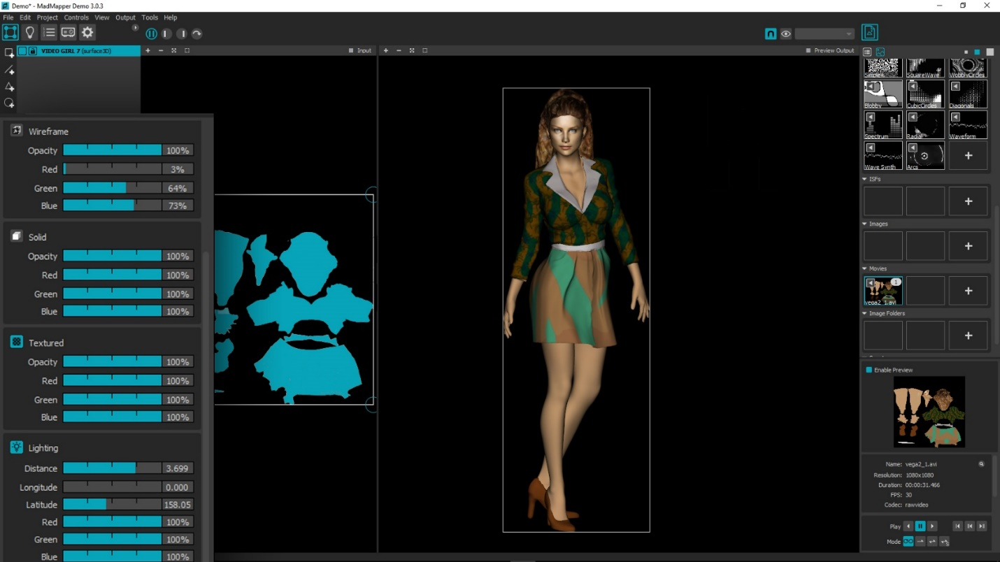 Demo* - MadMapper Demo 3.0.3
File Edit Project Controls View Output Tools Help
VIDEO GIRL 7 (surface3D)
Input
Preview Output
Wireframe
Opacity 100%
Red 3%
Green 64%
Blue 73%
Solid
Opacity 100%
Red 100%
Green 100%
Blue 100%
Textured
Opacity 100%
Red 100%
Green 100%
Blue 100%
Lighting
Distance 3.699
Longitude 0.000
Latitude 158.05
Red 100%
Green 100%
Blue 100%
SquareWave WobblyCircles
Blobby CubicCircles Diagonals
Spectrum Radial Waveform
Wave Synth Arcs
ISFs
Images
Movies
1
vega2_1.avi
Image Folders
Enable Preview
Name: vega2_1.avi
Resolution: 1080x1080
Duration: 00:00:31.466
FPS: 30
Codec: rawvideo
Play
Mode